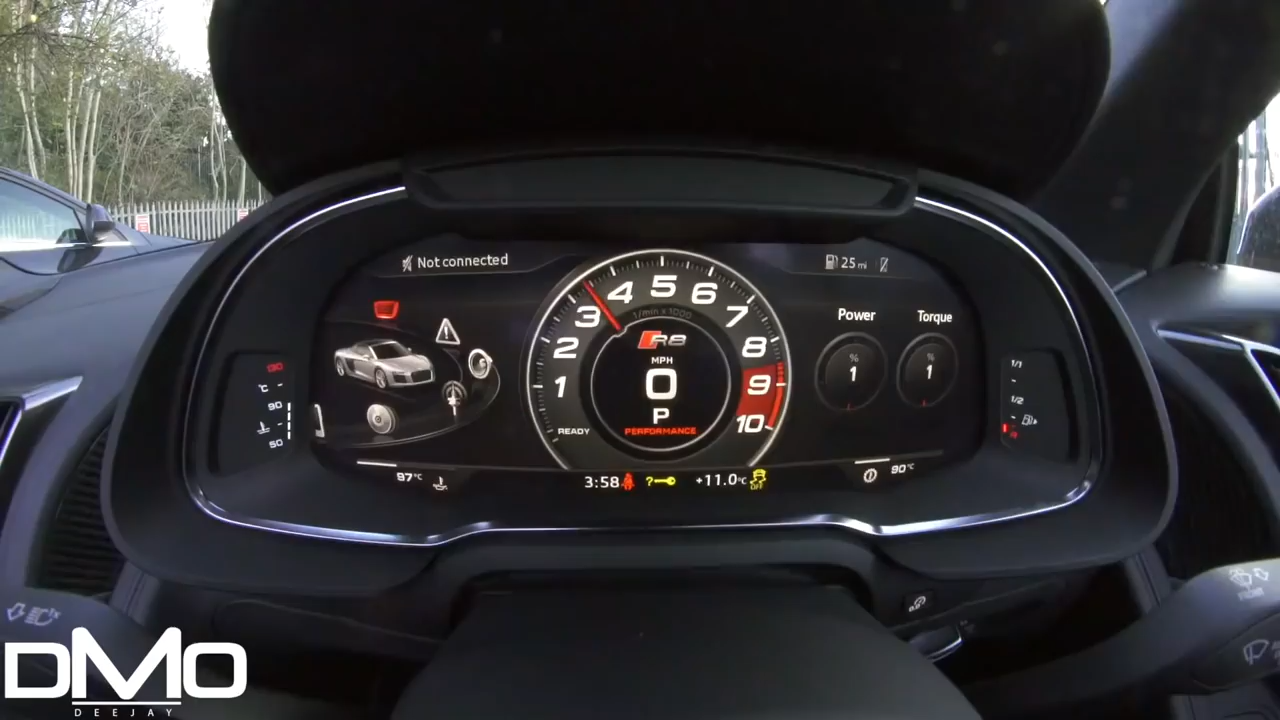 Not connected
25 mi
1 2 3 4 5 6 7 8 9 10
1/min x 1000
R8
MPH
0
P
PERFORMANCE
READY
Power
%
1
Torque
%
1
130
°C
90
50
1/1
1/2
R
97°C
3:58
?
+11.0°C
OFF
90°C
DMO
DEEJAY